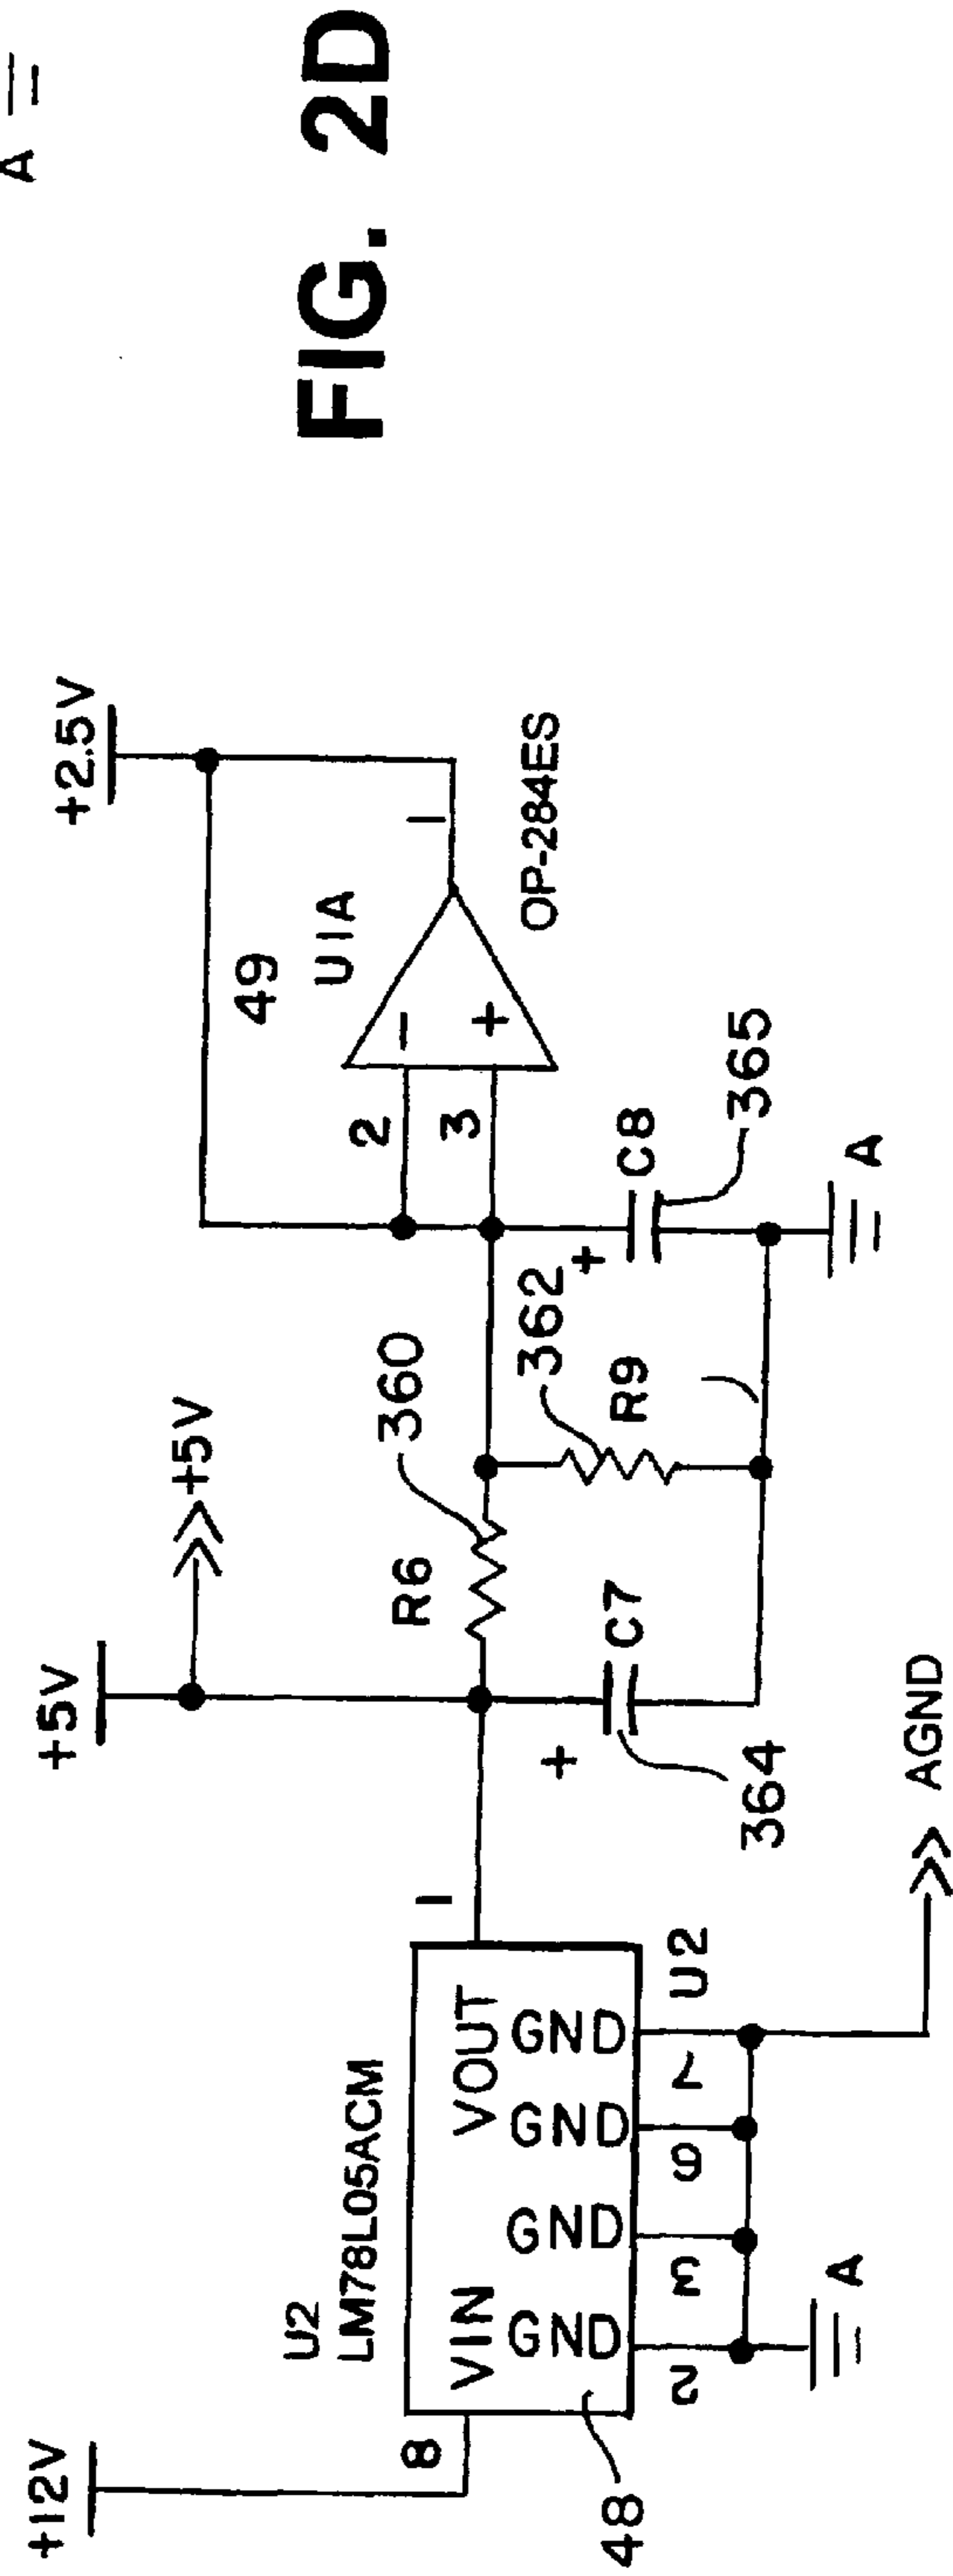 A
FIG. 2D
+12V
+5V
+5V
+2.5V
49
U2
LM78L05ACM
8
VIN
VOUT
1
GND GND GND GND
2 3 6 7
U2
48
A
AGND
R6
360
+
C7
364
362
R9
+
C8
365
A
2
3
-
+
U1A
1
OP-284ES